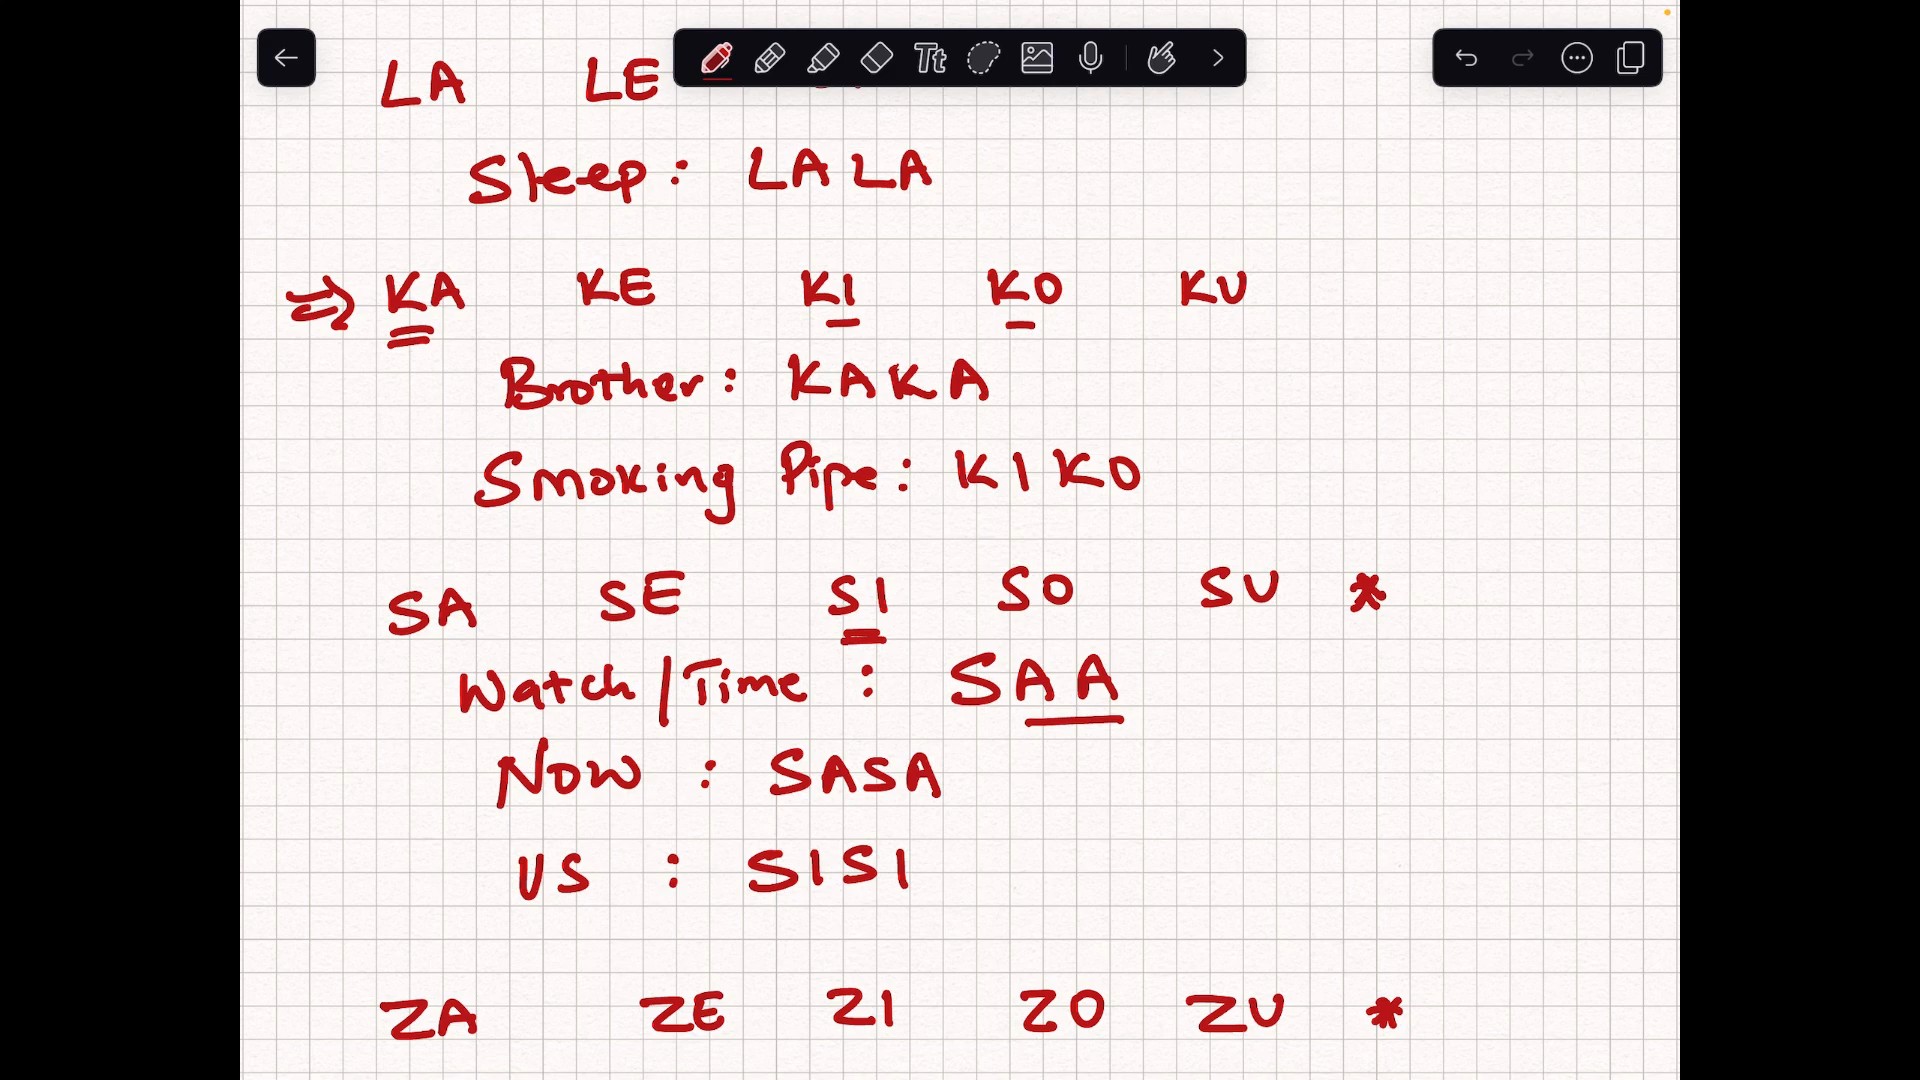 LA LE
Sleep: LALA
⇒ KA KE KI KO KU
Brother: KAKA
Smoking Pipe: KIKO
SA SE SI SO SU *
Watch/Time : SAA
Now : SASA
US : SISI
ZA ZE ZI ZO ZU *
Tt